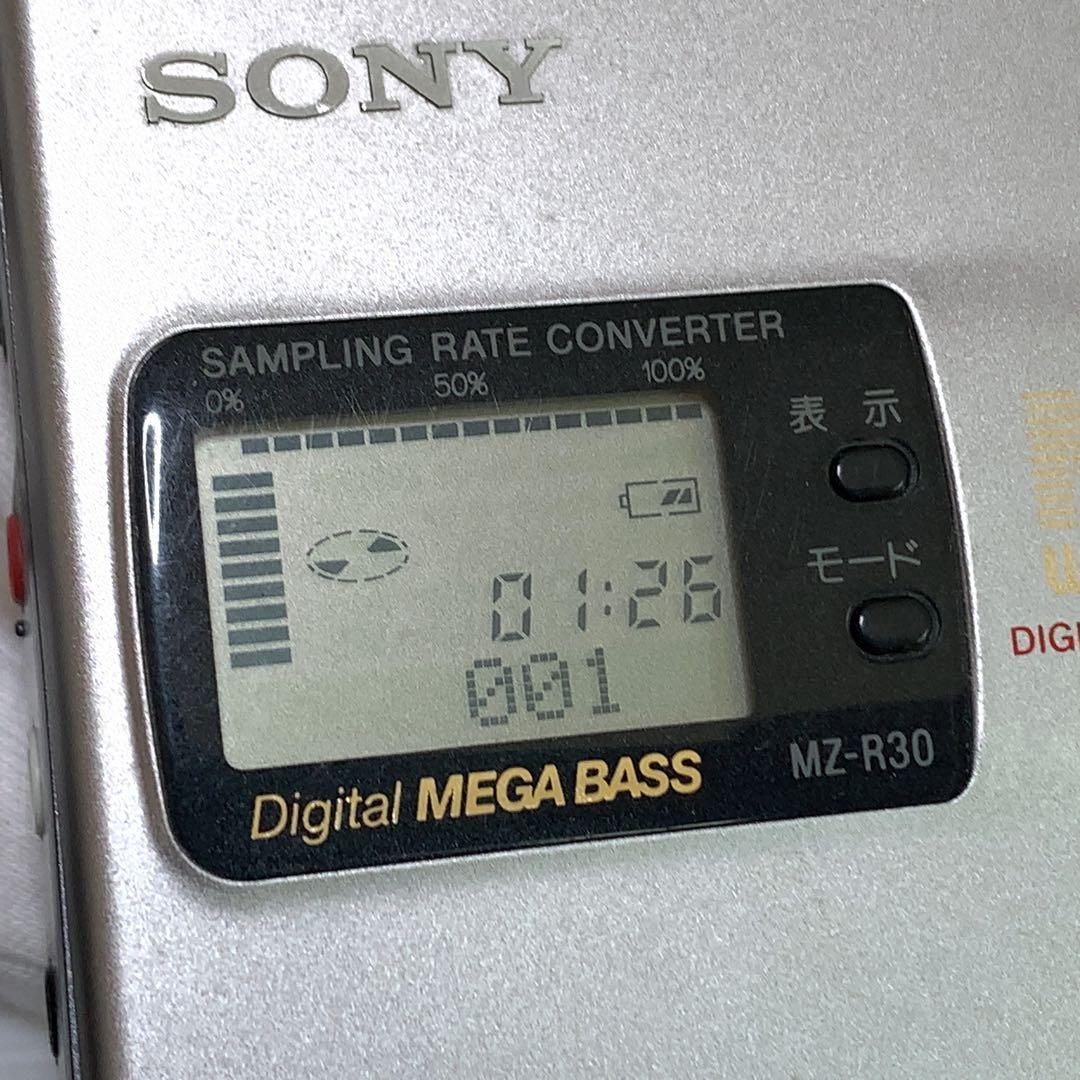 SONY
SAMPLING RATE CONVERTER
0% 50% 100%
表 示
01:26
モード
001
Digital MEGA BASS
MZ-R30